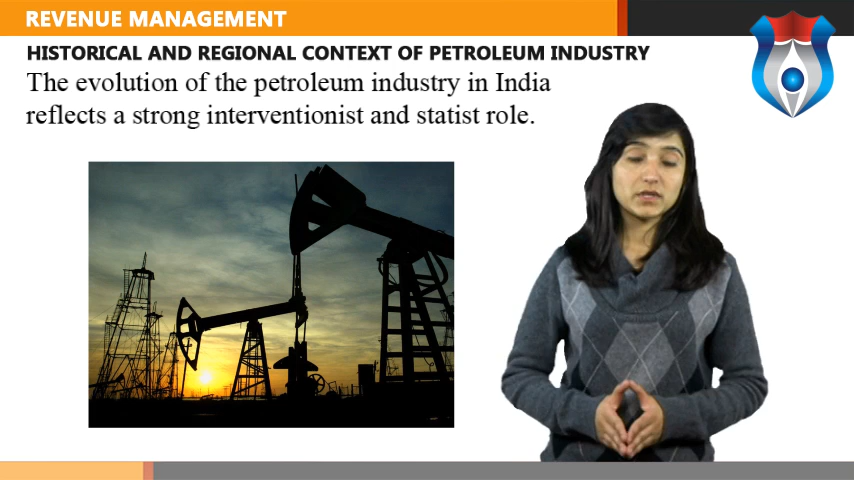 REVENUE MANAGEMENT
HISTORICAL AND REGIONAL CONTEXT OF PETROLEUM INDUSTRY
The evolution of the petroleum industry in India
reflects a strong interventionist and statist role.